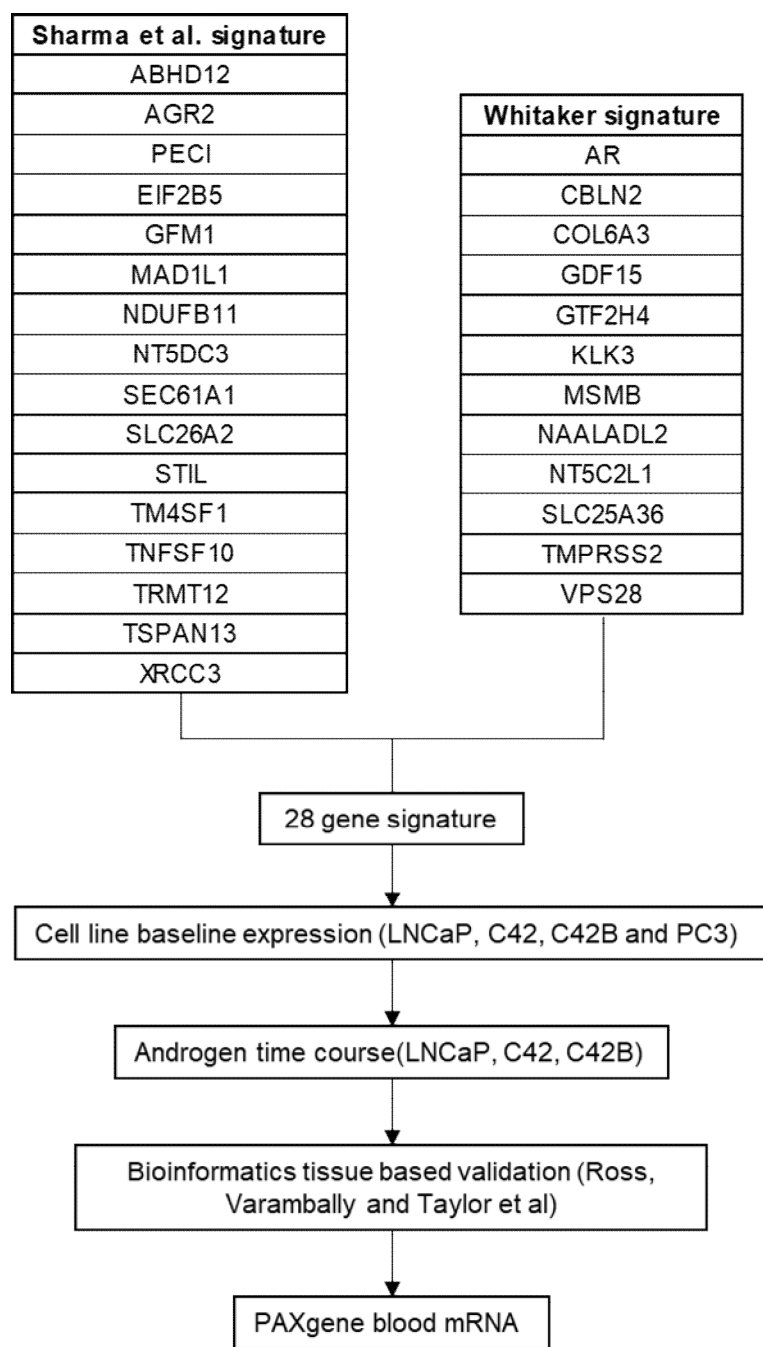 Sharma et al. signature
ABHD12
AGR2
PECI
EIF2B5
GFM1
MAD1L1
NDUFB11
NT5DC3
SEC61A1
SLC26A2
STIL
TM4SF1
TNFSF10
TRMT12
TSPAN13
XRCC3
Whitaker signature
AR
CBLN2
COL6A3
GDF15
GTF2H4
KLK3
MSMB
NAALADL2
NT5C2L1
SLC25A36
TMPRSS2
VPS28
28 gene signature
Cell line baseline expression (LNCaP, C42, C42B and PC3)
Androgen time course(LNCaP, C42, C42B)
Bioinformatics tissue based validation (Ross,
Varambally and Taylor et al)
PAXgene blood mRNA